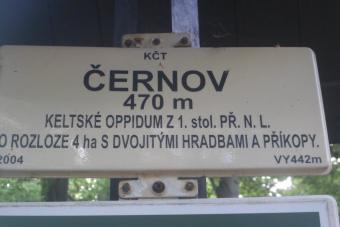 KČT
ČERNOV
470 m
KELTSKÉ OPPIDUM Z 1. stol. PŘ. N. L.
O ROZLOZE 4 ha S DVOJITÝMI HRADBAMI A PŘÍKOPY.
2004 VY442m